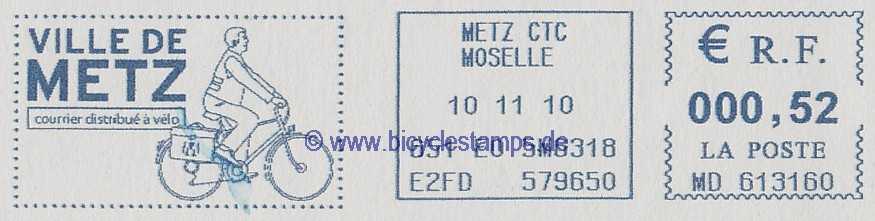 VILLE DE
METZ
courrier distribué à vélo
METZ CTC
MOSELLE
10 11 10
© www.bicyclestamps.de
E2FD 579650
€ R.F.
000,52
LA POSTE
MD 613160